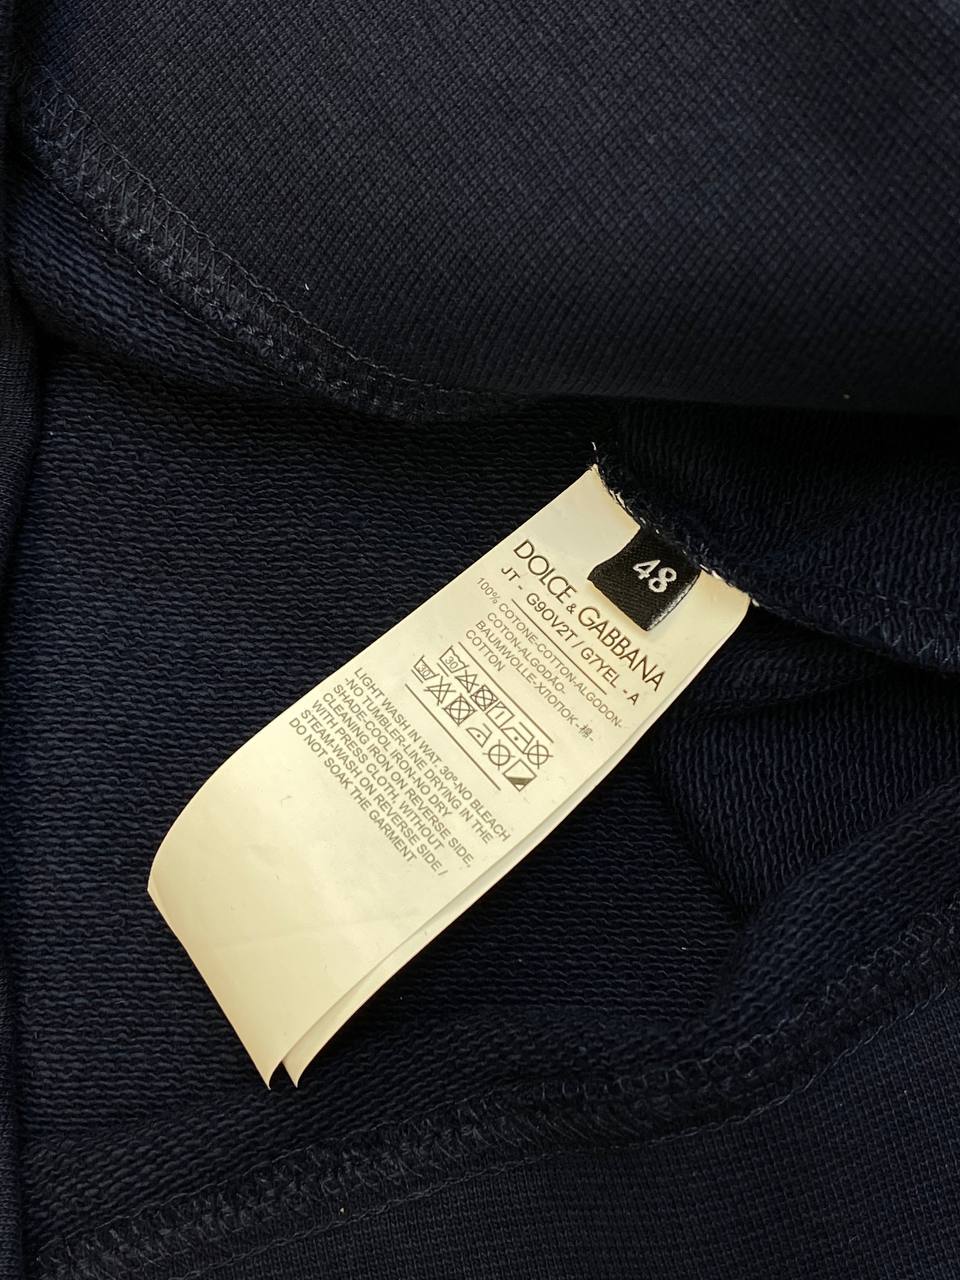 48
DOLCE & GABBANA
JT - G9OV2T / G7YEL -A
100% COTONE-COTTON-ALGODON-
COTON-ALGODÃO-
BAUMWOLLE-ХЛОПОК-棉-
COTTON
30
30
LIGHT WASH IN WAT. 30°-NO BLEACH
-NO TUMBLER-LINE DRYING IN THE
SHADE-COOL IRON-NO DRY
CLEANING IRON ON REVERSE SIDE,
WITH PRESS CLOTH, WITHOUT
STEAM-WASH ON REVERSE SIDE /
DO NOT SOAK THE GARMENT